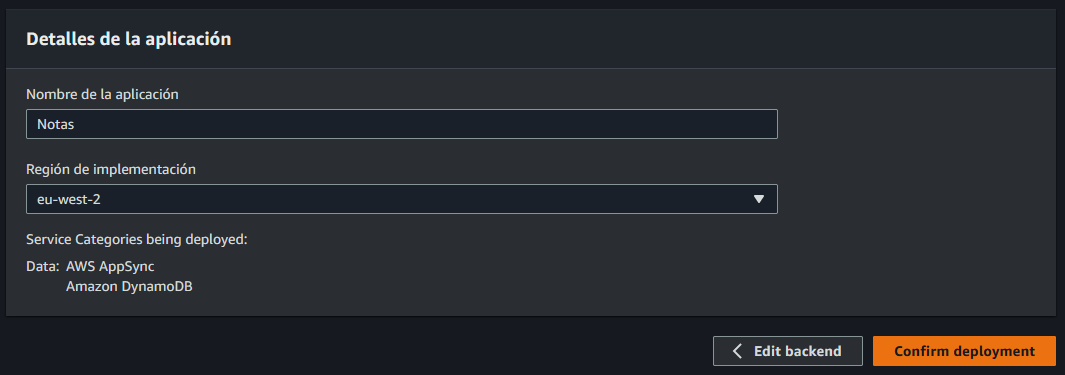 Detalles de la aplicación
Nombre de la aplicación
Notas
Región de implementación
eu-west-2
Service Categories being deployed:
Data: AWS AppSync
Amazon DynamoDB
Edit backend
Confirm deployment